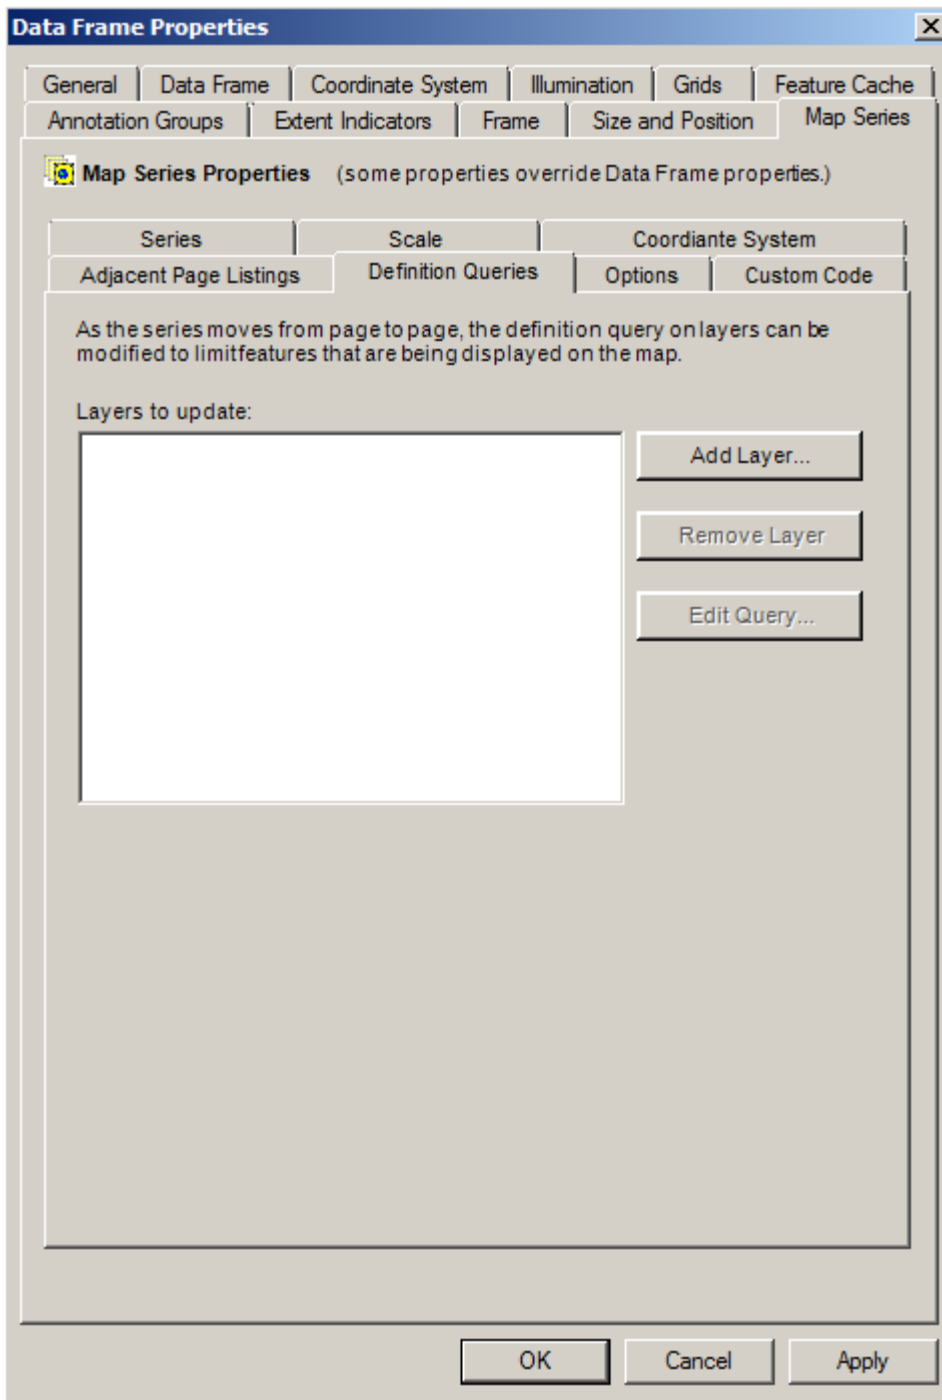 Data Frame Properties
General Data Frame Coordinate System Illumination Grids Feature Cache
Annotation Groups Extent Indicators Frame Size and Position Map Series
Map Series Properties (some properties override Data Frame properties.)
Series Scale Coordiante System
Adjacent Page Listings Definition Queries Options Custom Code
As the series moves from page to page, the definition query on layers can be
modified to limit features that are being displayed on the map.
Layers to update:
Add Layer...
Remove Layer
Edit Query...
OK Cancel Apply